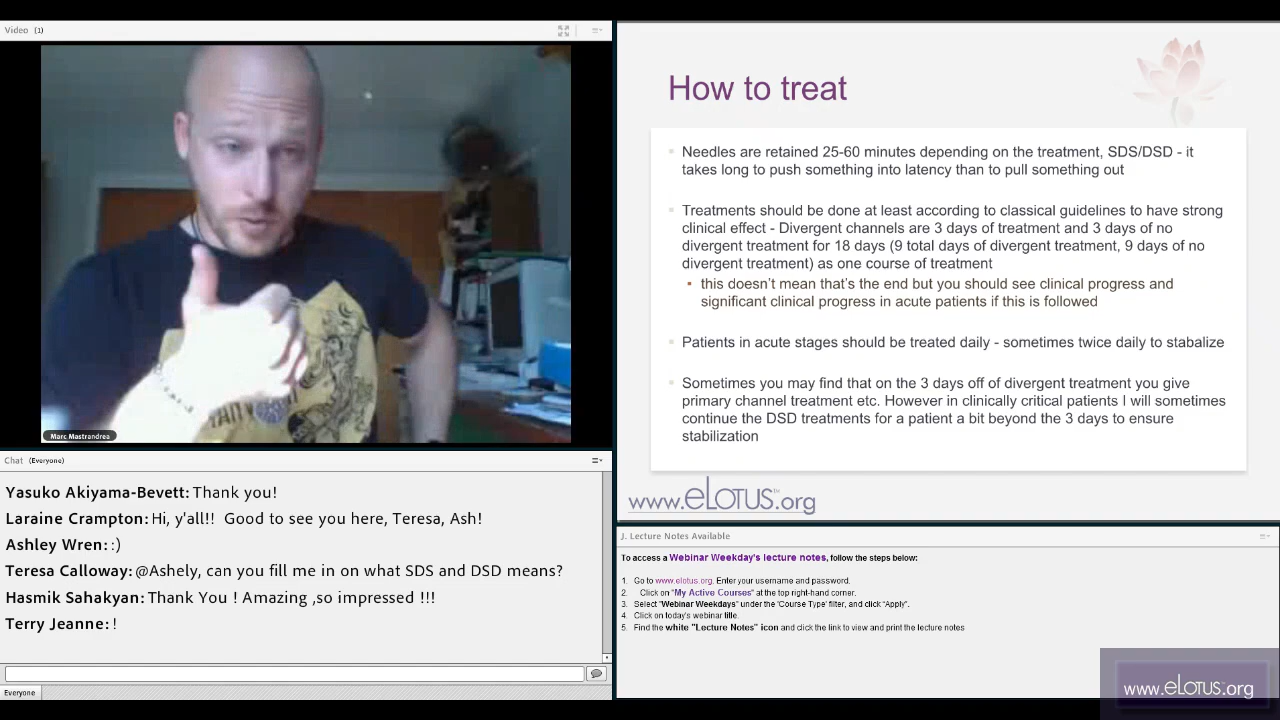 Video (1)
Marc Mastrandrea
Chat (Everyone)
Yasuko Akiyama-Bevett: Thank you!
Laraine Crampton: Hi, y'all!! Good to see you here, Teresa, Ash!
Ashley Wren: :)
Teresa Calloway: @Ashely, can you fill me in on what SDS and DSD means?
Hasmik Sahakyan: Thank You ! Amazing ,so impressed !!!
Terry Jeanne: !
Everyone
How to treat
Needles are retained 25-60 minutes depending on the treatment, SDS/DSD - it
takes long to push something into latency than to pull something out
Treatments should be done at least according to classical guidelines to have strong
clinical effect - Divergent channels are 3 days of treatment and 3 days of no
divergent treatment for 18 days (9 total days of divergent treatment, 9 days of no
divergent treatment) as one course of treatment
this doesn't mean that's the end but you should see clinical progress and
significant clinical progress in acute patients if this is followed
Patients in acute stages should be treated daily - sometimes twice daily to stabalize
Sometimes you may find that on the 3 days off of divergent treatment you give
primary channel treatment etc. However in clinically critical patients I will sometimes
continue the DSD treatments for a patient a bit beyond the 3 days to ensure
stabilization
www.eLOTUS.org
J. Lecture Notes Available
To access a Webinar Weekday's lecture notes, follow the steps below:
1. Go to www.elotus.org. Enter your username and password.
2. Click on "My Active Courses" at the top right-hand corner.
3. Select "Webinar Weekdays" under the 'Course Type' filter, and click "Apply".
4. Click on today's webinar title.
5. Find the white "Lecture Notes" icon and click the link to view and print the lecture notes
www.eLOTUS.org